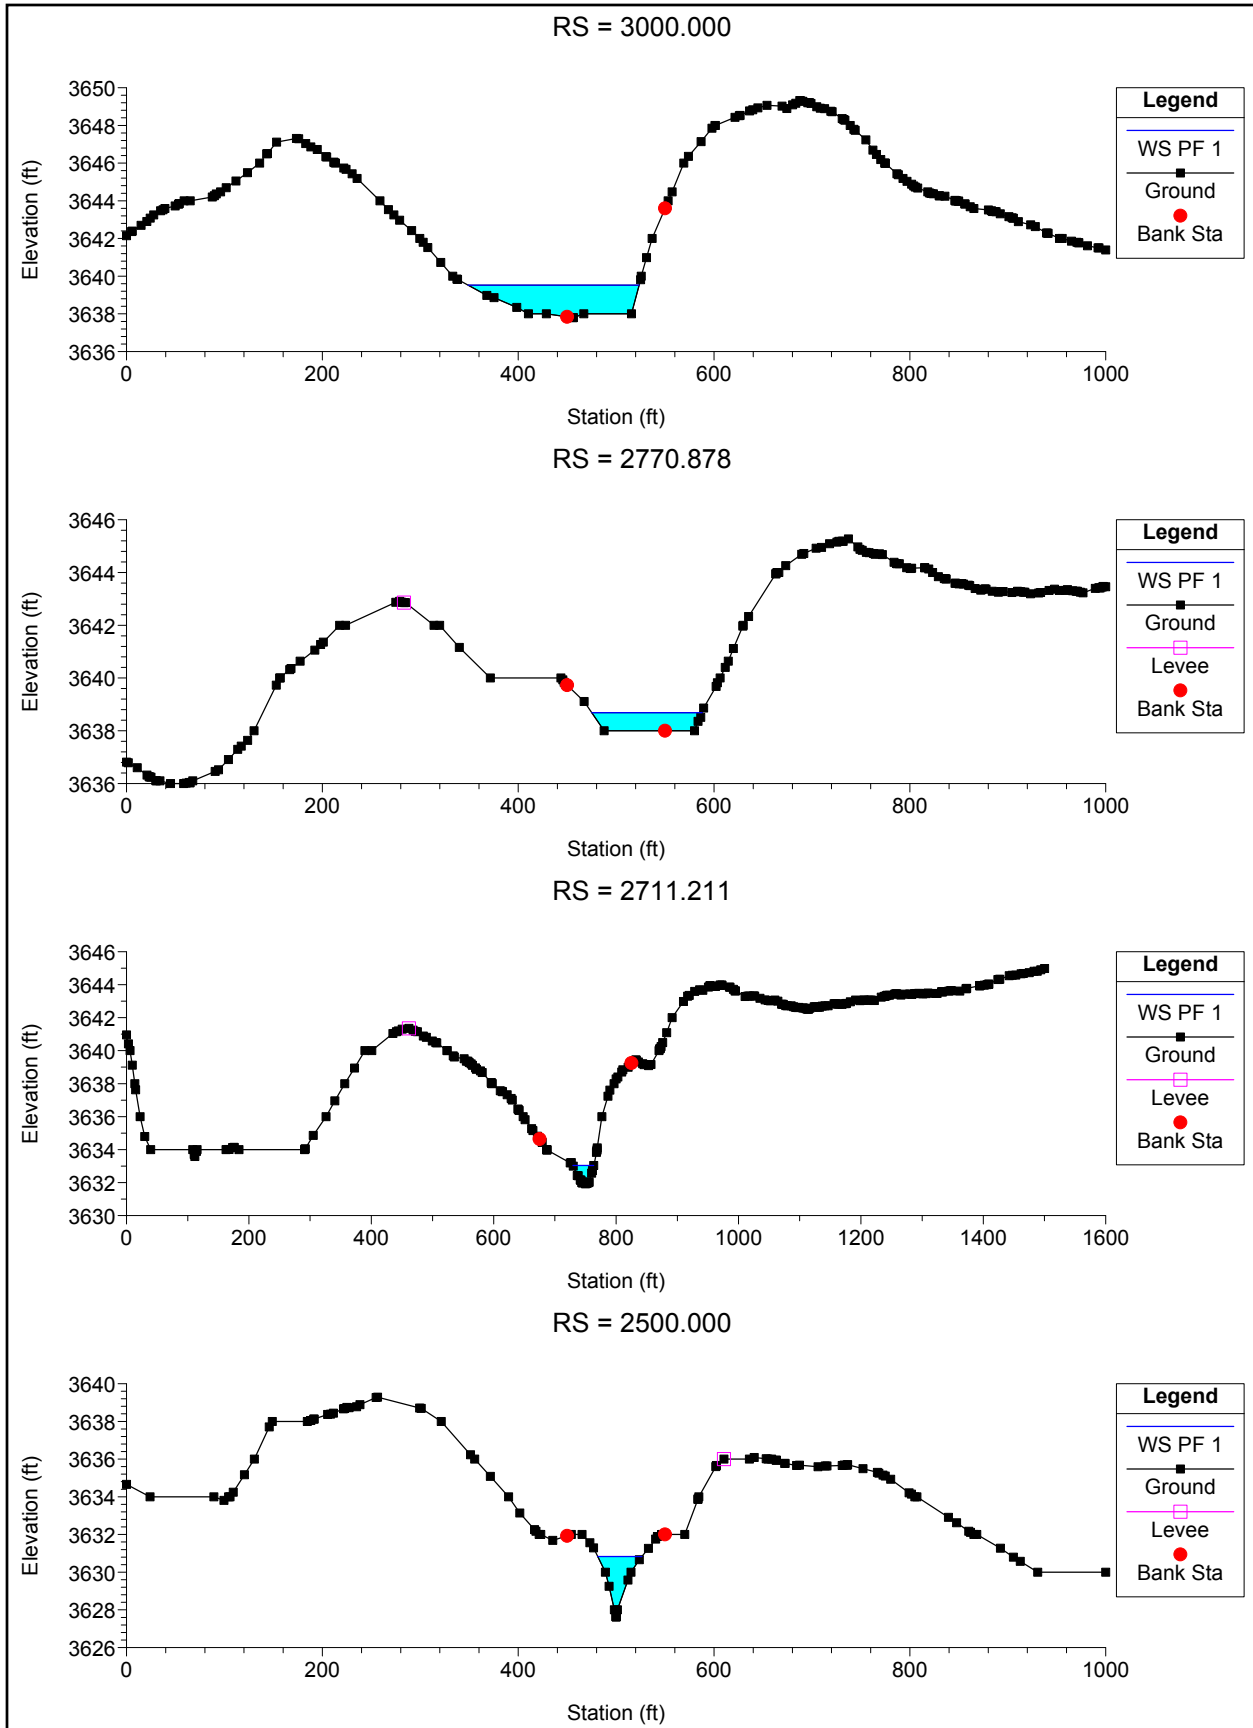 RS = 3000.000
3650
3648
3646
3644
3642
3640
3638
3636
Elevation (ft)
0 200 400 600 800 1000
Station (ft)
Legend
WS PF 1
Ground
Bank Sta
RS = 2770.878
3646
3644
3642
3640
3638
3636
Elevation (ft)
0 200 400 600 800 1000
Station (ft)
Legend
WS PF 1
Ground
Levee
Bank Sta
RS = 2711.211
3646
3644
3642
3640
3638
3636
3634
3632
3630
Elevation (ft)
0 200 400 600 800 1000 1200 1400 1600
Station (ft)
Legend
WS PF 1
Ground
Levee
Bank Sta
RS = 2500.000
3640
3638
3636
3634
3632
3630
3628
3626
Elevation (ft)
0 200 400 600 800 1000
Station (ft)
Legend
WS PF 1
Ground
Levee
Bank Sta